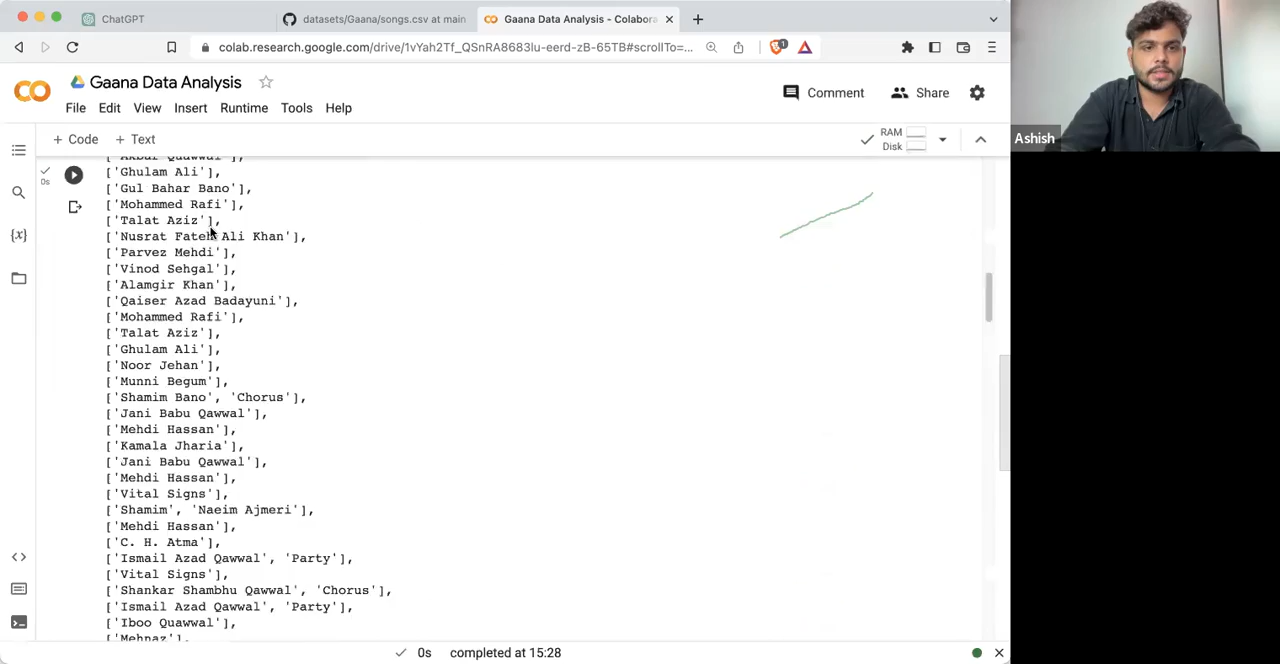 ChatGPT
datasets/Gaana/songs.csv at main
Gaana Data Analysis - Colabora
colab.research.google.com/drive/1vYah2Tf_QSnRA8683lu-eerd-zB-65TB#scrollTo=...
1
Gaana Data Analysis
Comment
Share
File Edit View Insert Runtime Tools Help
+ Code + Text
RAM
Disk
Ashish
0s
['Akbar Quawwal'],
['Ghulam Ali'],
['Gul Bahar Bano'],
['Mohammed Rafi'],
['Talat Aziz'],
['Nusrat Fateh Ali Khan'],
['Parvez Mehdi'],
['Vinod Sehgal'],
['Alamgir Khan'],
['Qaiser Azad Badayuni'],
['Mohammed Rafi'],
['Talat Aziz'],
['Ghulam Ali'],
['Noor Jehan'],
['Munni Begum'],
['Shamim Bano', 'Chorus'],
['Jani Babu Qawwal'],
['Mehdi Hassan'],
['Kamala Jharia'],
['Jani Babu Qawwal'],
['Mehdi Hassan'],
['Vital Signs'],
['Shamim', 'Naeim Ajmeri'],
['Mehdi Hassan'],
['C. H. Atma'],
['Ismail Azad Qawwal', 'Party'],
['Vital Signs'],
['Shankar Shambhu Qawwal', 'Chorus'],
['Ismail Azad Qawwal', 'Party'],
['Iboo Quawwal'],
['Mehnaz'],
0s completed at 15:28